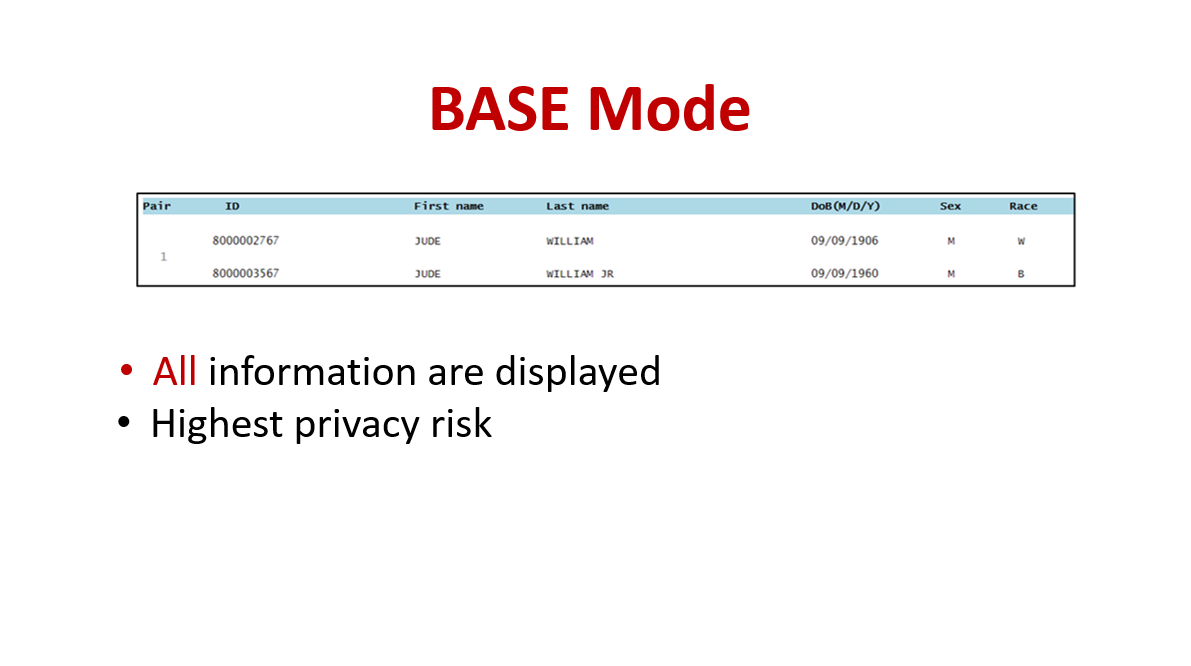 BASE Mode
Pair ID First name Last name DoB(M/D/Y) Sex Race
8000002767 JUDE WILLIAM 09/09/1906 M W
1
8000003567 JUDE WILLIAM JR 09/09/1960 M B
• All information are displayed
• Highest privacy risk